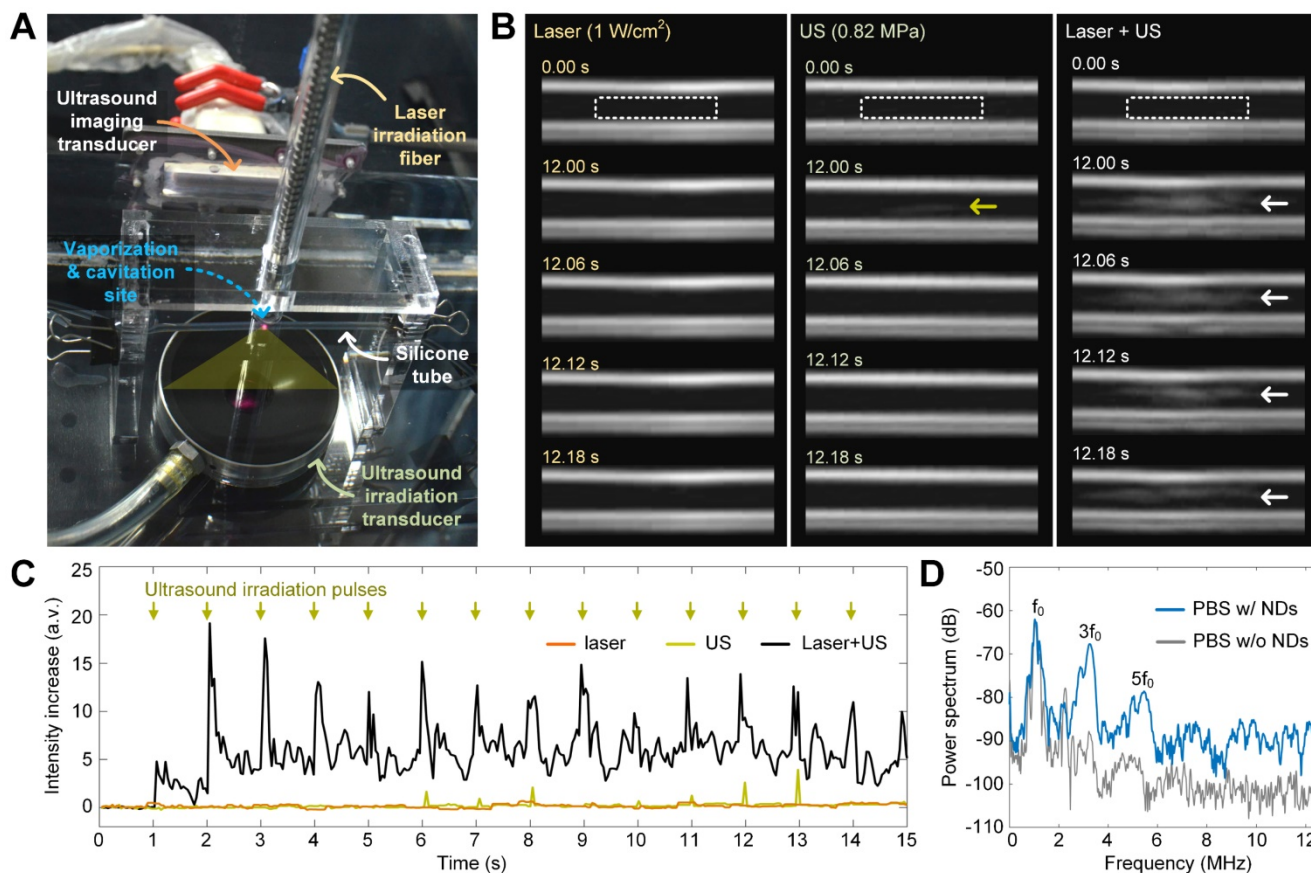 A
Ultrasound
imaging
transducer
Laser
irradiation
fiber
Vaporization
& cavitation
site
Silicone
tube
Ultrasound
irradiation
transducer
B
Laser (1 W/cm²)
0.00 s
12.00 s
12.06 s
12.12 s
12.18 s
US (0.82 MPa)
0.00 s
12.00 s
12.06 s
12.12 s
12.18 s
Laser + US
0.00 s
12.00 s
12.06 s
12.12 s
12.18 s
C
Intensity increase (a.v.)
25
20
15
10
5
0
Ultrasound irradiation pulses
laser
US
Laser+US
0 1 2 3 4 5 6 7 8 9 10 11 12 13 14 15
Time (s)
D
Power spectrum (dB)
-50
-60
-70
-80
-90
-100
-110
f₀
3f₀
5f₀
PBS w/ NDs
PBS w/o NDs
0 2 4 6 8 10 12
Frequency (MHz)